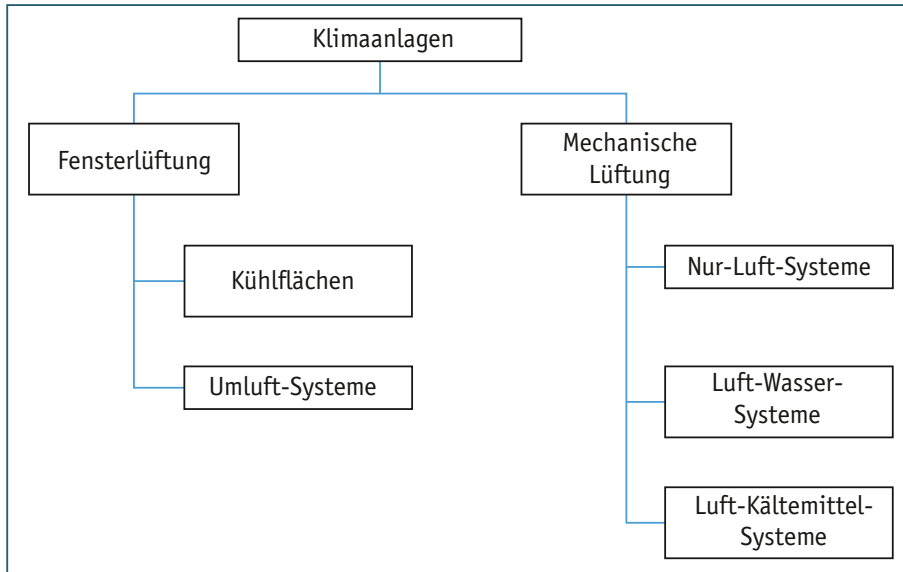 Klimaanlagen
Fensterlüftung
Kühlflächen
Umluft-Systeme
Mechanische
Lüftung
Nur-Luft-Systeme
Luft-Wasser-
Systeme
Luft-Kältemittel-
Systeme